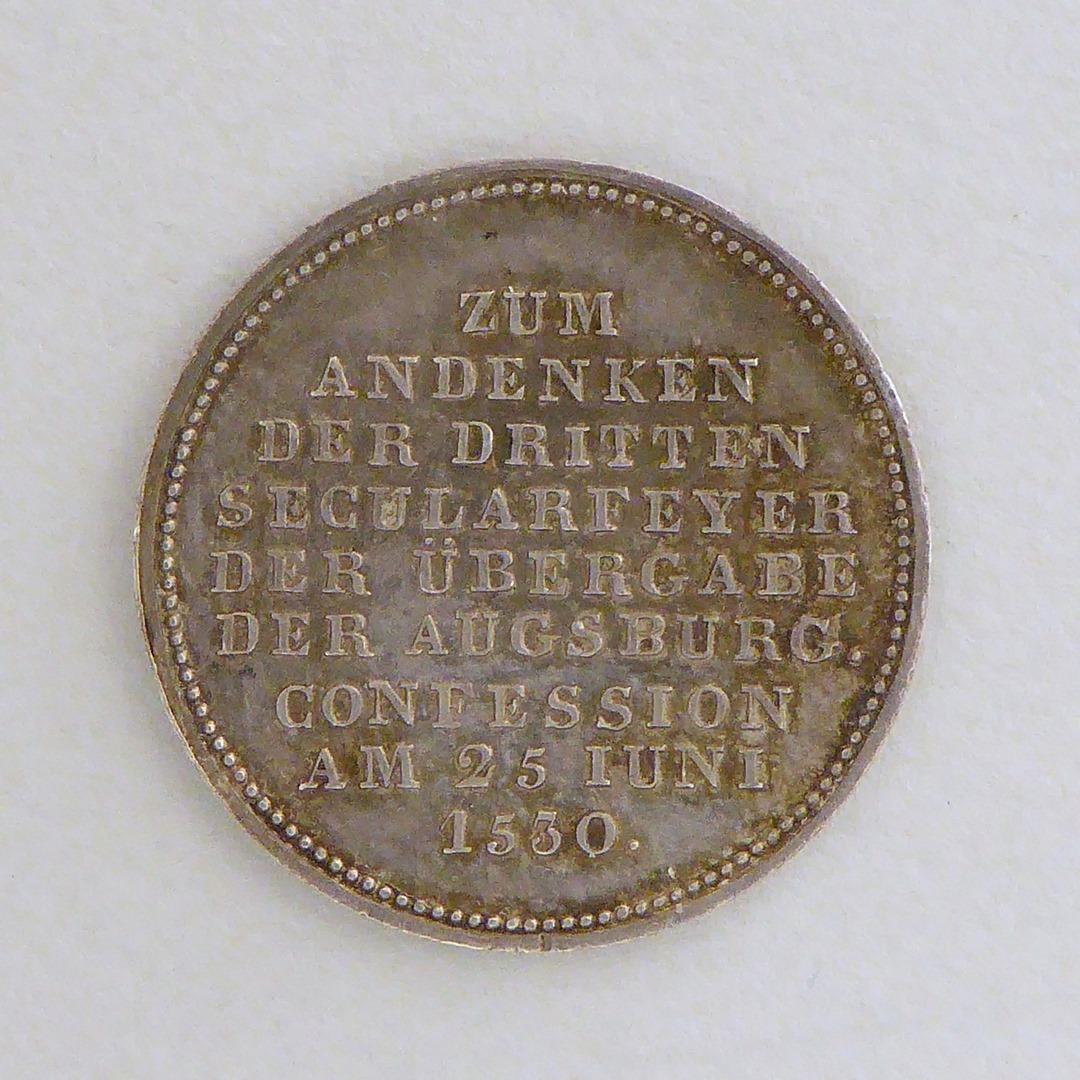 ZUM
ANDENKEN
DER DRITTEN
SECULARFEYER
DER ÜBERGABE
DER AUGSBURG.
CONFESSION
AM 25 IUNI
1530.